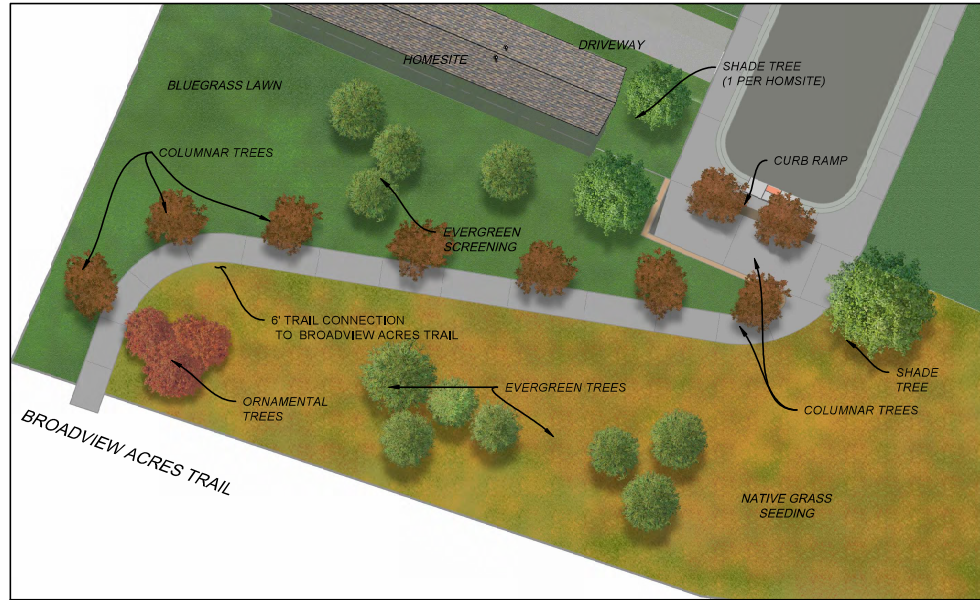 DRIVEWAY
HOMESITE
SHADE TREE
(1 PER HOMSITE)
BLUEGRASS LAWN
COLUMNAR TREES
CURB RAMP
EVERGREEN
SCREENING
6' TRAIL CONNECTION
TO BROADVIEW ACRES TRAIL
SHADE
TREE
EVERGREEN TREES
ORNAMENTAL
TREES
COLUMNAR TREES
BROADVIEW ACRES TRAIL
NATIVE GRASS
SEEDING